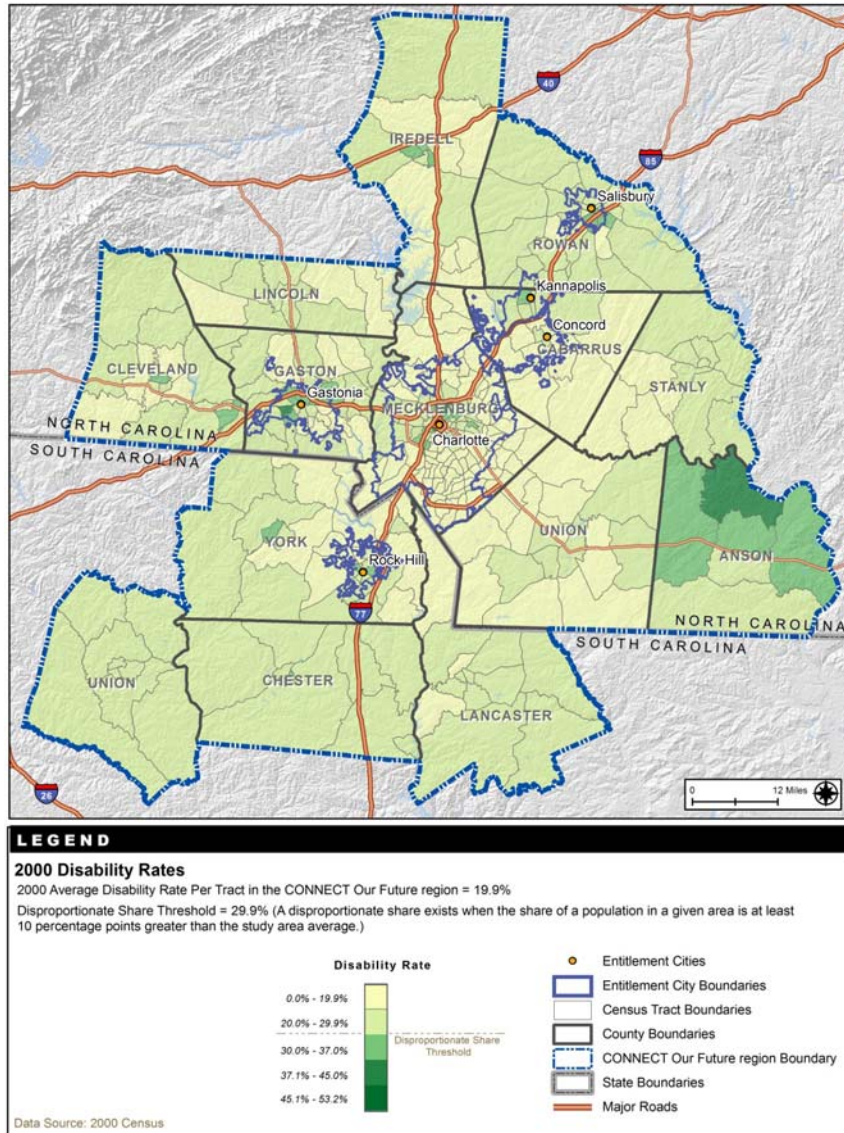 40
IREDELL
85
Salisbury
ROWAN
Kannapolis
LINCOLN
Concord
CABARRUS
CLEVELAND
GASTON
STANLY
Gastonia
MECKLENBURG
Charlotte
NORTH CAROLINA
SOUTH CAROLINA
UNION
YORK
ANSON
Rock Hill
77
NORTH CAROLINA
SOUTH CAROLINA
UNION
CHESTER
LANCASTER
26
0 12 Miles
LEGEND
2000 Disability Rates
2000 Average Disability Rate Per Tract in the CONNECT Our Future region = 19.9%
Disproportionate Share Threshold = 29.9% (A disproportionate share exists when the share of a population in a given area is at least
10 percentage points greater than the study area average.)
Disability Rate
0.0% - 19.9%
20.0% - 29.9%
Disproportionate Share
Threshold
30.0% - 37.0%
37.1% - 45.0%
45.1% - 53.2%
Entitlement Cities
Entitlement City Boundaries
Census Tract Boundaries
County Boundaries
CONNECT Our Future region Boundary
State Boundaries
Major Roads
Data Source: 2000 Census